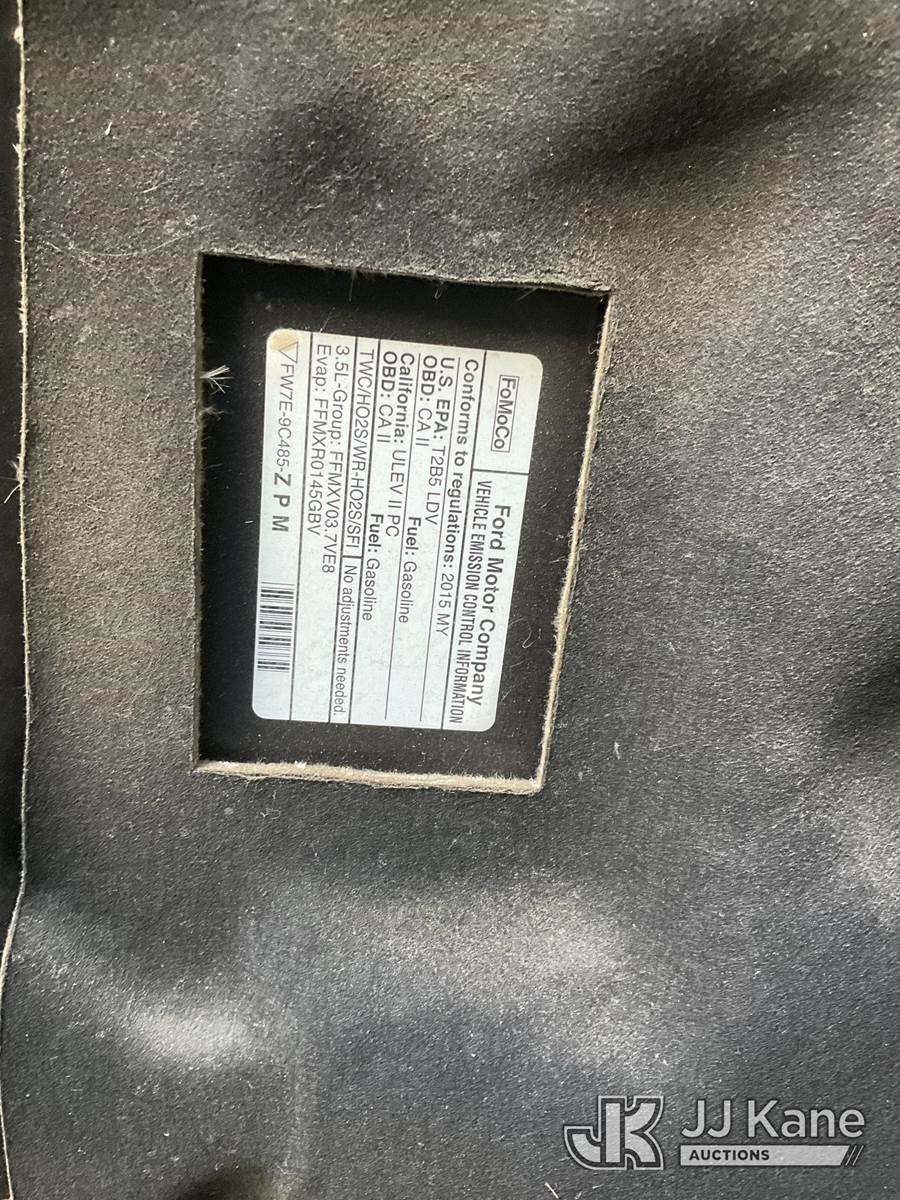 FoMoCo
Ford Motor Company
VEHICLE EMISSION CONTROL INFORMATION
Conforms to regulations: 2015 MY
U.S. EPA: T2B5 LDV
OBD: CA II Fuel: Gasoline
California: ULEV II PC
OBD: CA II Fuel: Gasoline
TWC/HO2S/WR-HO2S/SFI No adjustments needed.
3.5L-Group: FFMXV03.7VE8
Evap: FFMXR0145GBV
FW7E-9C485-Z P M
JK JJ Kane
AUCTIONS